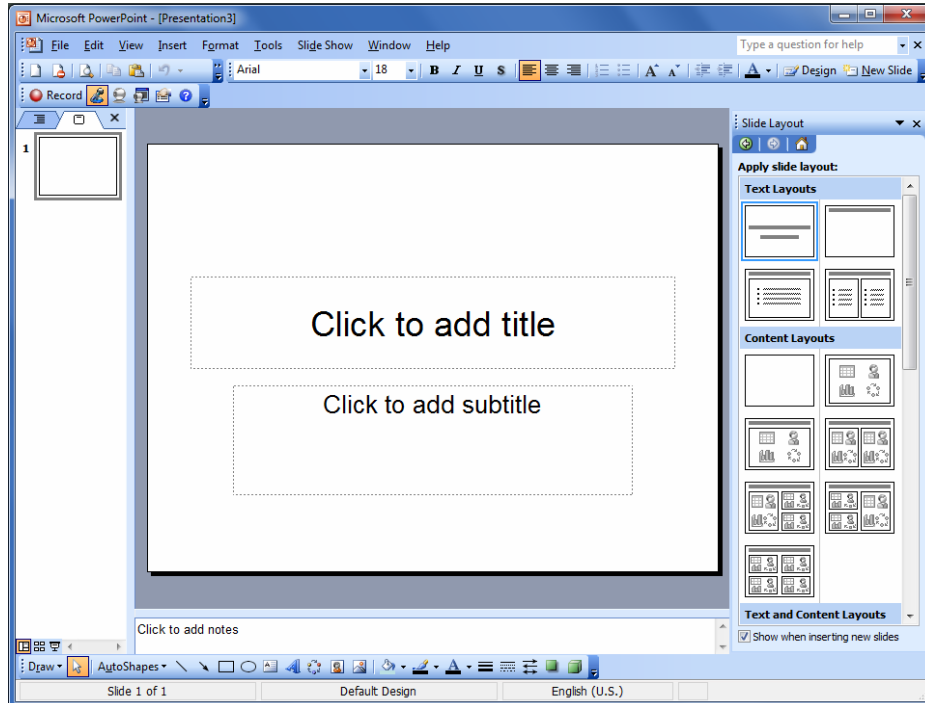 Microsoft PowerPoint - [Presentation3]
File Edit View Insert Format Tools Slide Show Window Help
Type a question for help
Arial 18 B I U S A A A Design New Slide
Record
1
Slide Layout
Apply slide layout:
Text Layouts
Click to add title
Content Layouts
Click to add subtitle
Text and Content Layouts
Click to add notes
Show when inserting new slides
Draw AutoShapes A A
Slide 1 of 1 Default Design English (U.S.)